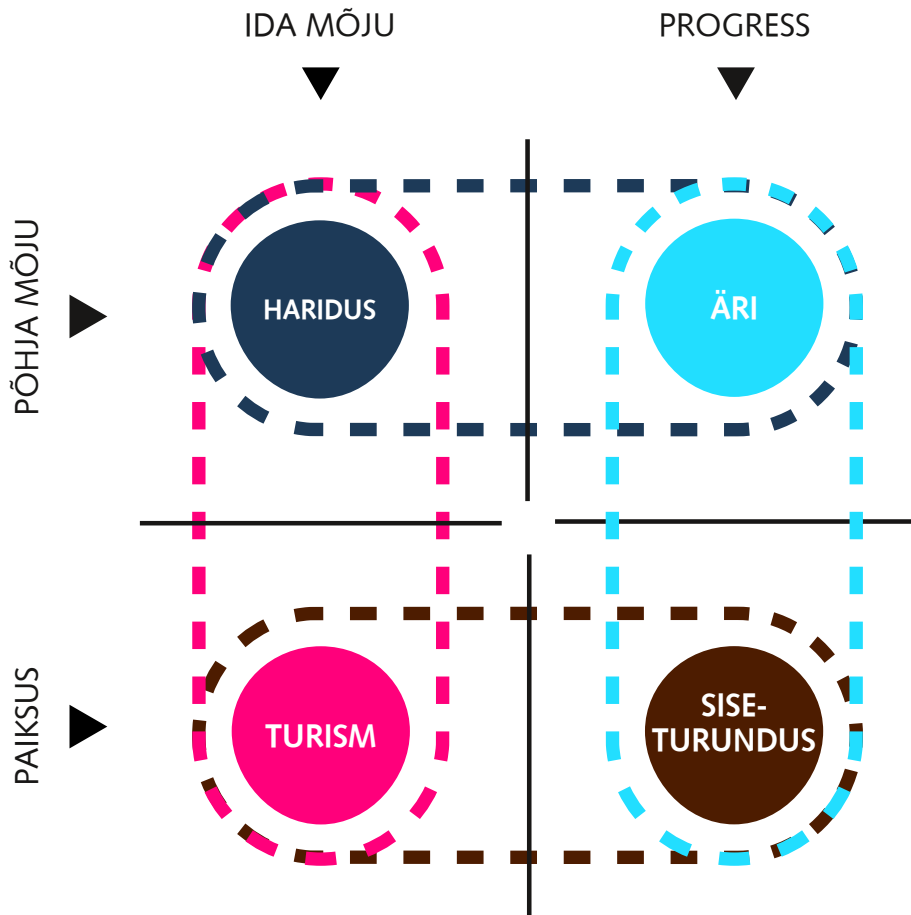 IDA MÕJU
PROGRESS
PÕHJA MÕJU
HARIDUS
ÄRI
PAIKSUS
TURISM
SISE-
TURUNDUS